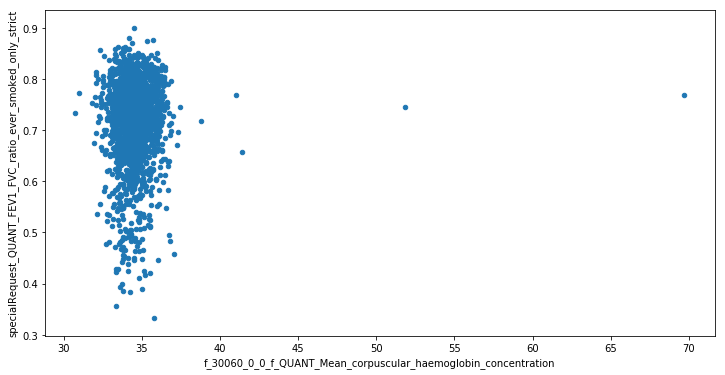 specialRequest_QUANT_FEV1_FVC_ratio_ever_smoked_only_strict
0.9
0.8
0.7
0.6
0.5
0.4
0.3
30 35 40 45 50 55 60 65 70
f_30060_0_0_f_QUANT_Mean_corpuscular_haemoglobin_concentration